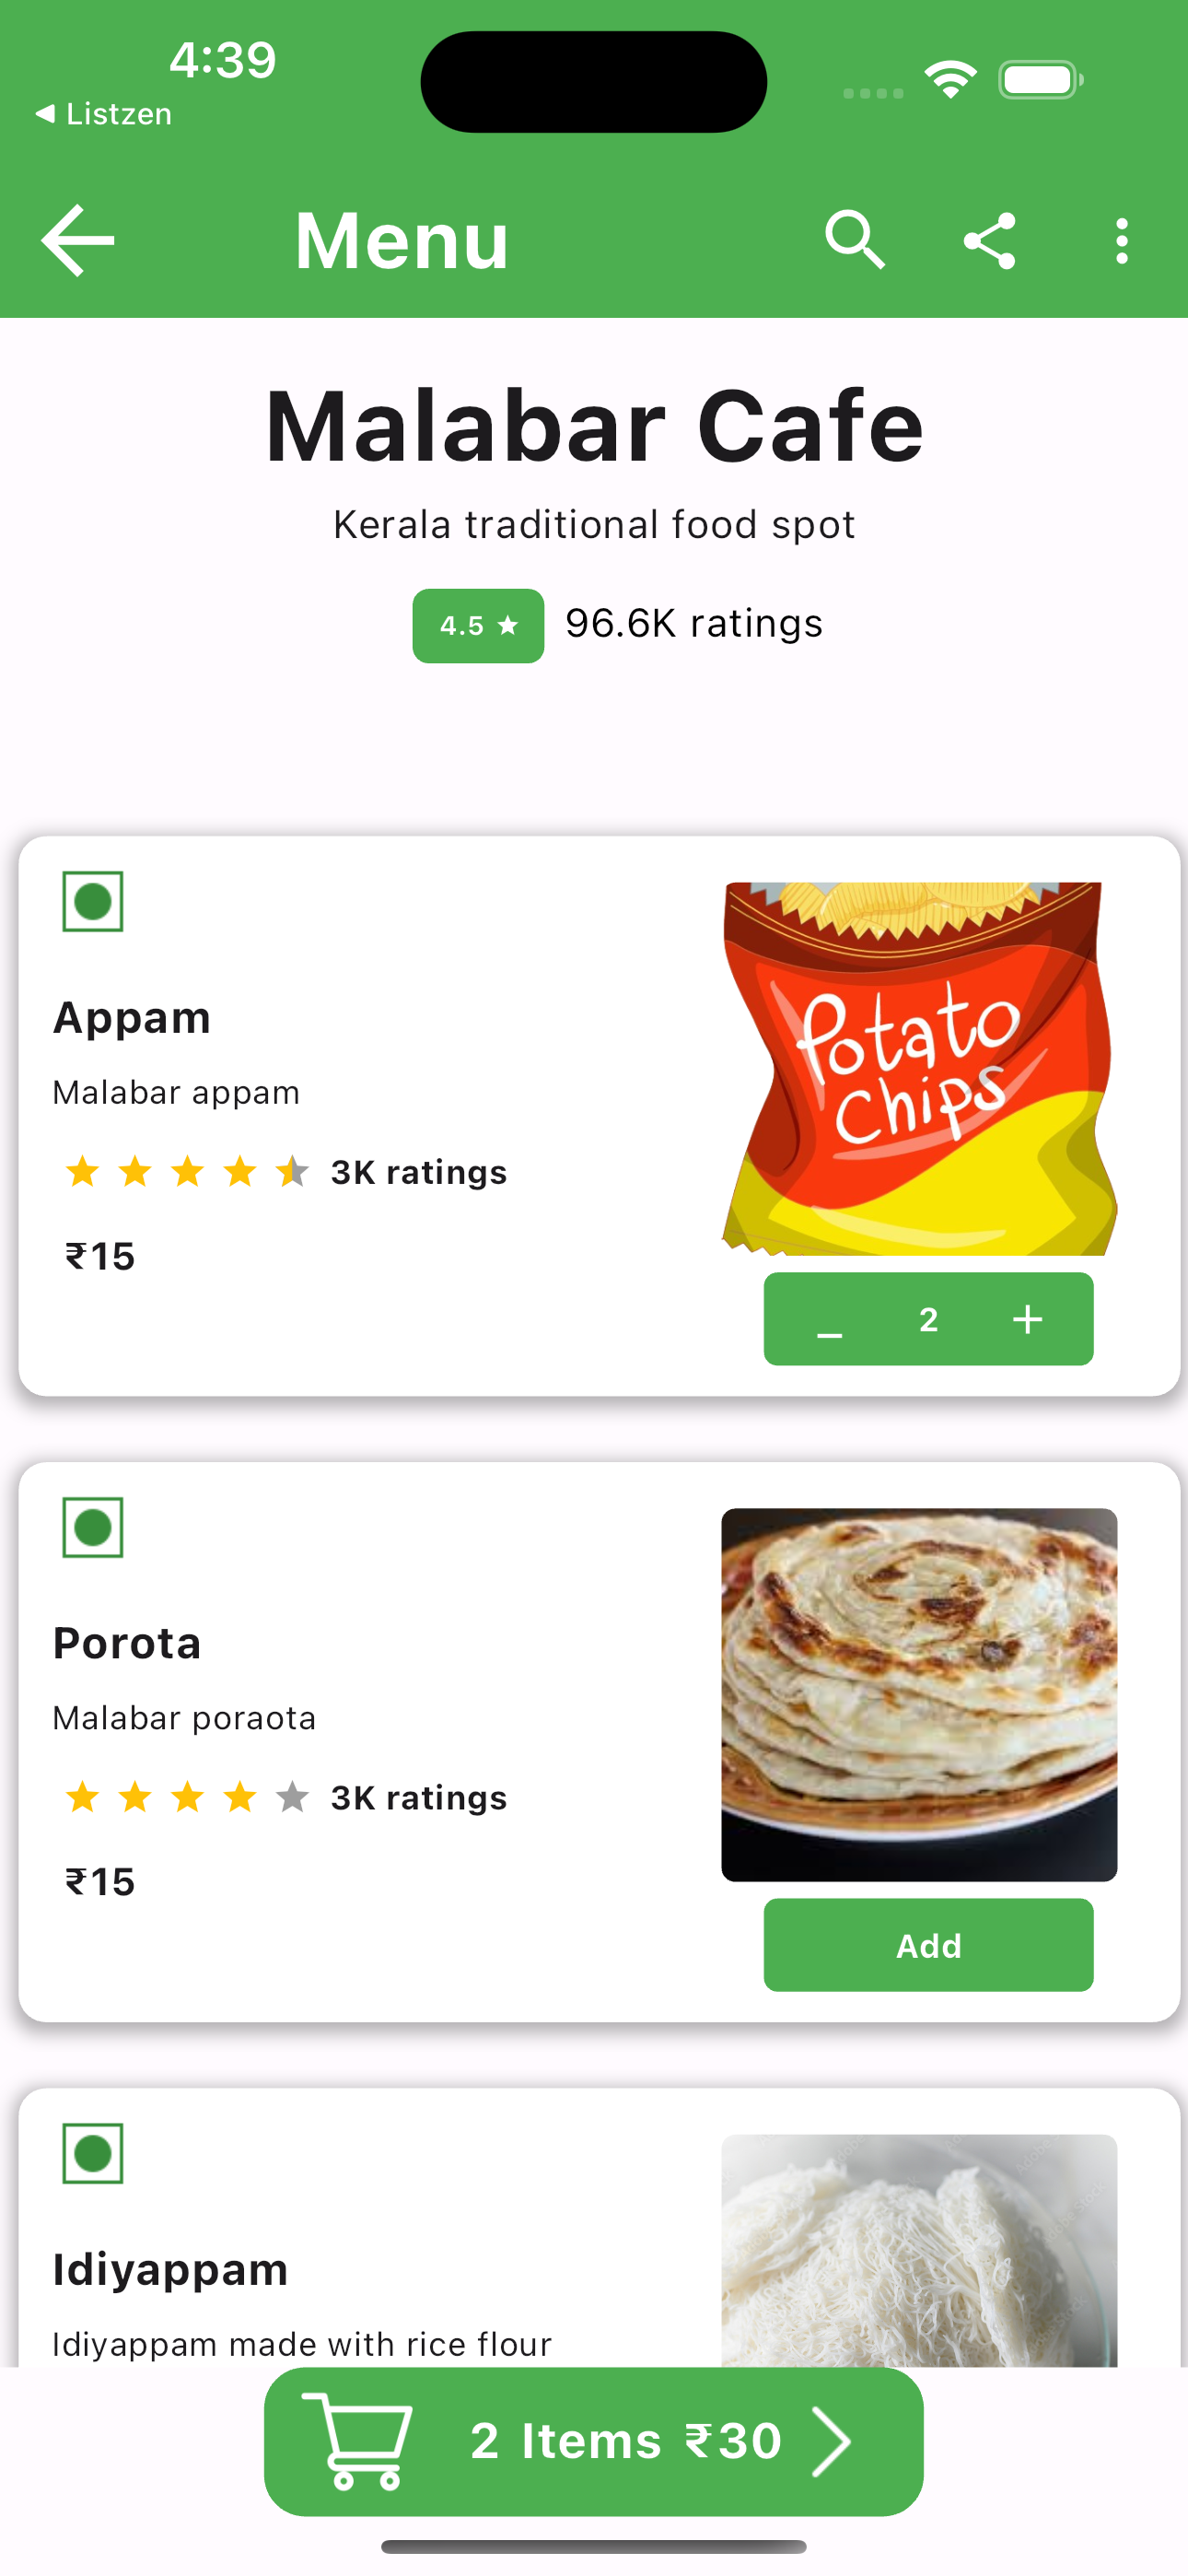 4:39
Listzen
Menu
Malabar Cafe
Kerala traditional food spot
4.5 ★ 96.6K ratings
Appam
Malabar appam
3K ratings
₹15
Potato
Chips
2
Porota
Malabar poraota
3K ratings
₹15
Add
Idiyappam
Idiyappam made with rice flour
2 Items ₹30